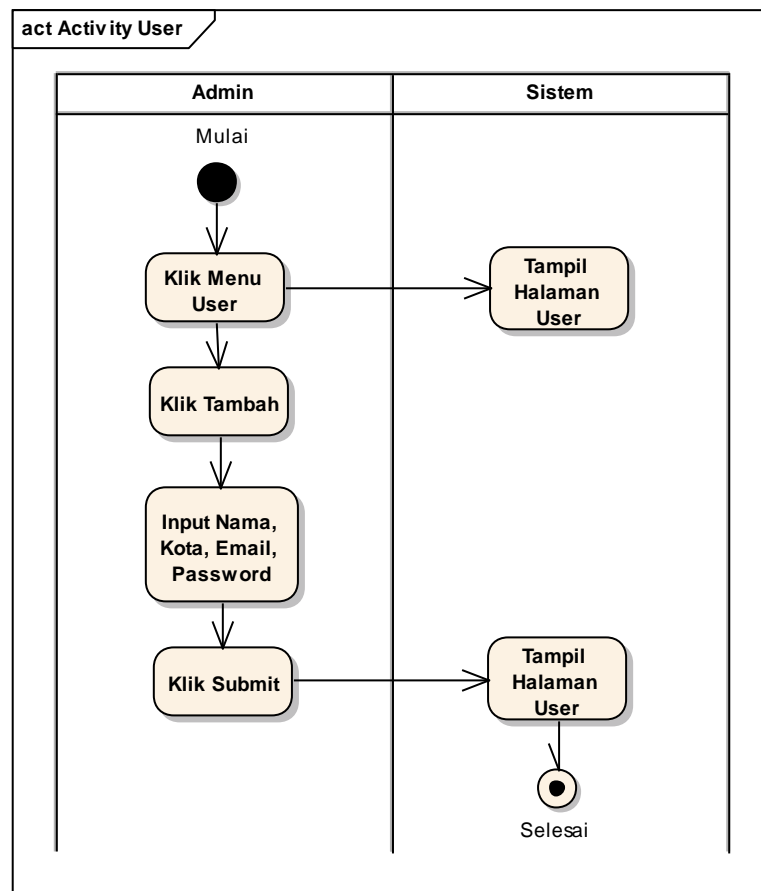 act Activity User
Admin
Sistem
Mulai
Klik Menu
User
Tampil
Halaman
User
Klik Tambah
Input Nama,
Kota, Email,
Password
Klik Submit
Tampil
Halaman
User
Selesai